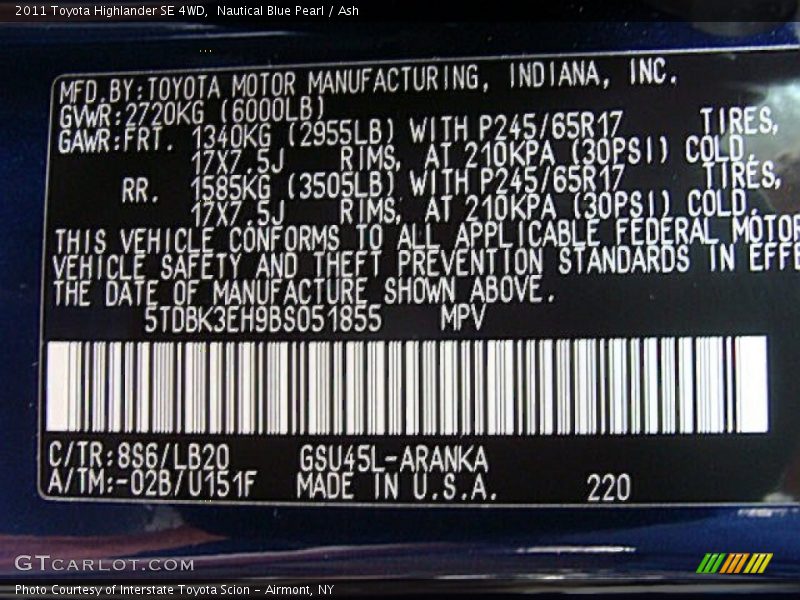 2011 Toyota Highlander SE 4WD,  Nautical Blue Pearl / Ash
MFD.BY:TOYOTA MOTOR MANUFACTURING, INDIANA, INC.
GVWR:2720KG (6000LB)
GAWR:FRT. 1340KG (2955LB) WITH P245/65R17 TIRES,
17X7.5J RIMS, AT 210KPA (30PSI) COLD.
RR. 1585KG (3505LB) WITH P245/65R17 TIRES,
17X7.5J RIMS, AT 210KPA (30PSI) COLD.
THIS VEHICLE CONFORMS TO ALL APPLICABLE FEDERAL MOTOR
VEHICLE SAFETY AND THEFT PREVENTION STANDARDS IN EFFE
THE DATE OF MANUFACTURE SHOWN ABOVE.
5TDBK3EH9BS051855 MPV
C/TR:8S6/LB20 GSU45L-ARANKA
A/TM:-02B/U151F MADE IN U.S.A. 220
GTCARLOT.COM
Photo Courtesy of Interstate Toyota Scion - Airmont, NY